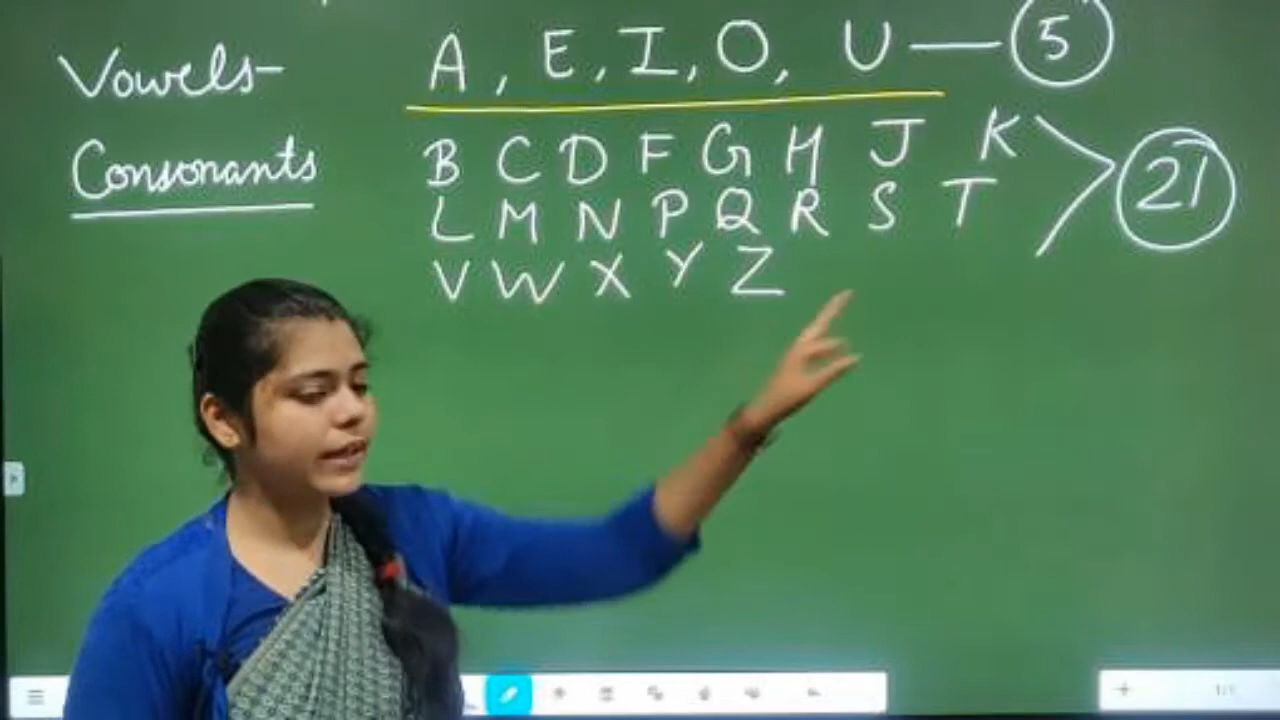 Vowels- A, E, I, O, U — 5
Consonants B C D F G H J K > 21
L M N P Q R S T
V W X Y Z